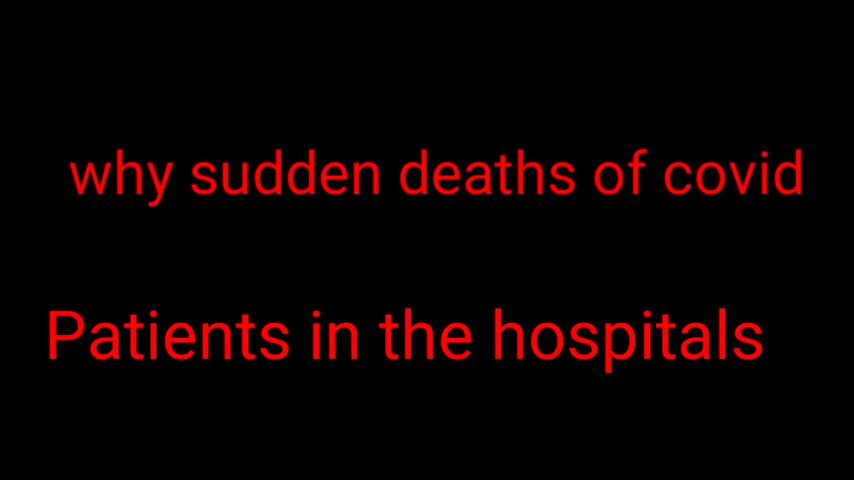 why sudden deaths of covid
Patients in the hospitals